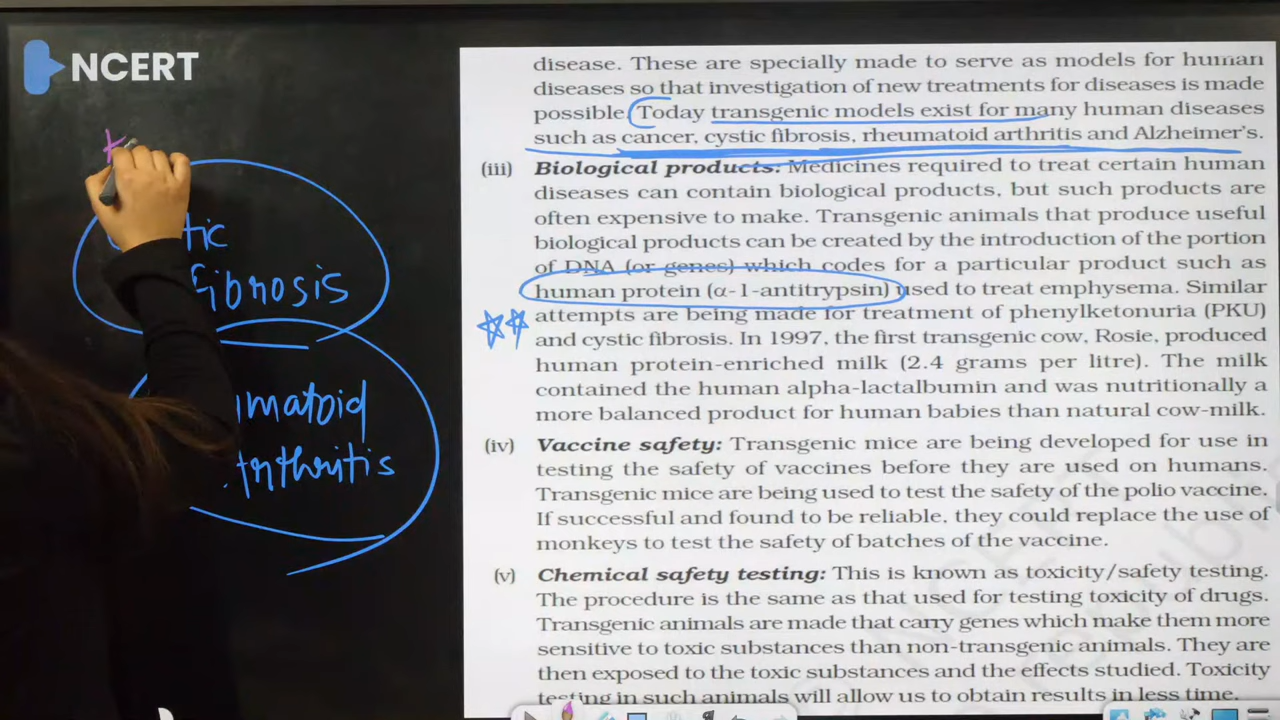 NCERT
tic
fibrosis
matoid
rthritis
disease. These are specially made to serve as models for human
diseases so that investigation of new treatments for diseases is made
possible. Today transgenic models exist for many human diseases
such as cancer, cystic fibrosis, rheumatoid arthritis and Alzheimer's.
(iii) Biological products: Medicines required to treat certain human
diseases can contain biological products, but such products are
often expensive to make. Transgenic animals that produce useful
biological products can be created by the introduction of the portion
of DNA (or genes) which codes for a particular product such as
human protein (α-1-antitrypsin) used to treat emphysema. Similar
attempts are being made for treatment of phenylketonuria (PKU)
and cystic fibrosis. In 1997, the first transgenic cow, Rosie, produced
human protein-enriched milk (2.4 grams per litre). The milk
contained the human alpha-lactalbumin and was nutritionally a
more balanced product for human babies than natural cow-milk.
(iv) Vaccine safety: Transgenic mice are being developed for use in
testing the safety of vaccines before they are used on humans.
Transgenic mice are being used to test the safety of the polio vaccine.
If successful and found to be reliable, they could replace the use of
monkeys to test the safety of batches of the vaccine.
(v) Chemical safety testing: This is known as toxicity/safety testing.
The procedure is the same as that used for testing toxicity of drugs.
Transgenic animals are made that carry genes which make them more
sensitive to toxic substances than non-transgenic animals. They are
then exposed to the toxic substances and the effects studied. Toxicity
testing in such animals will allow us to obtain results in less time.